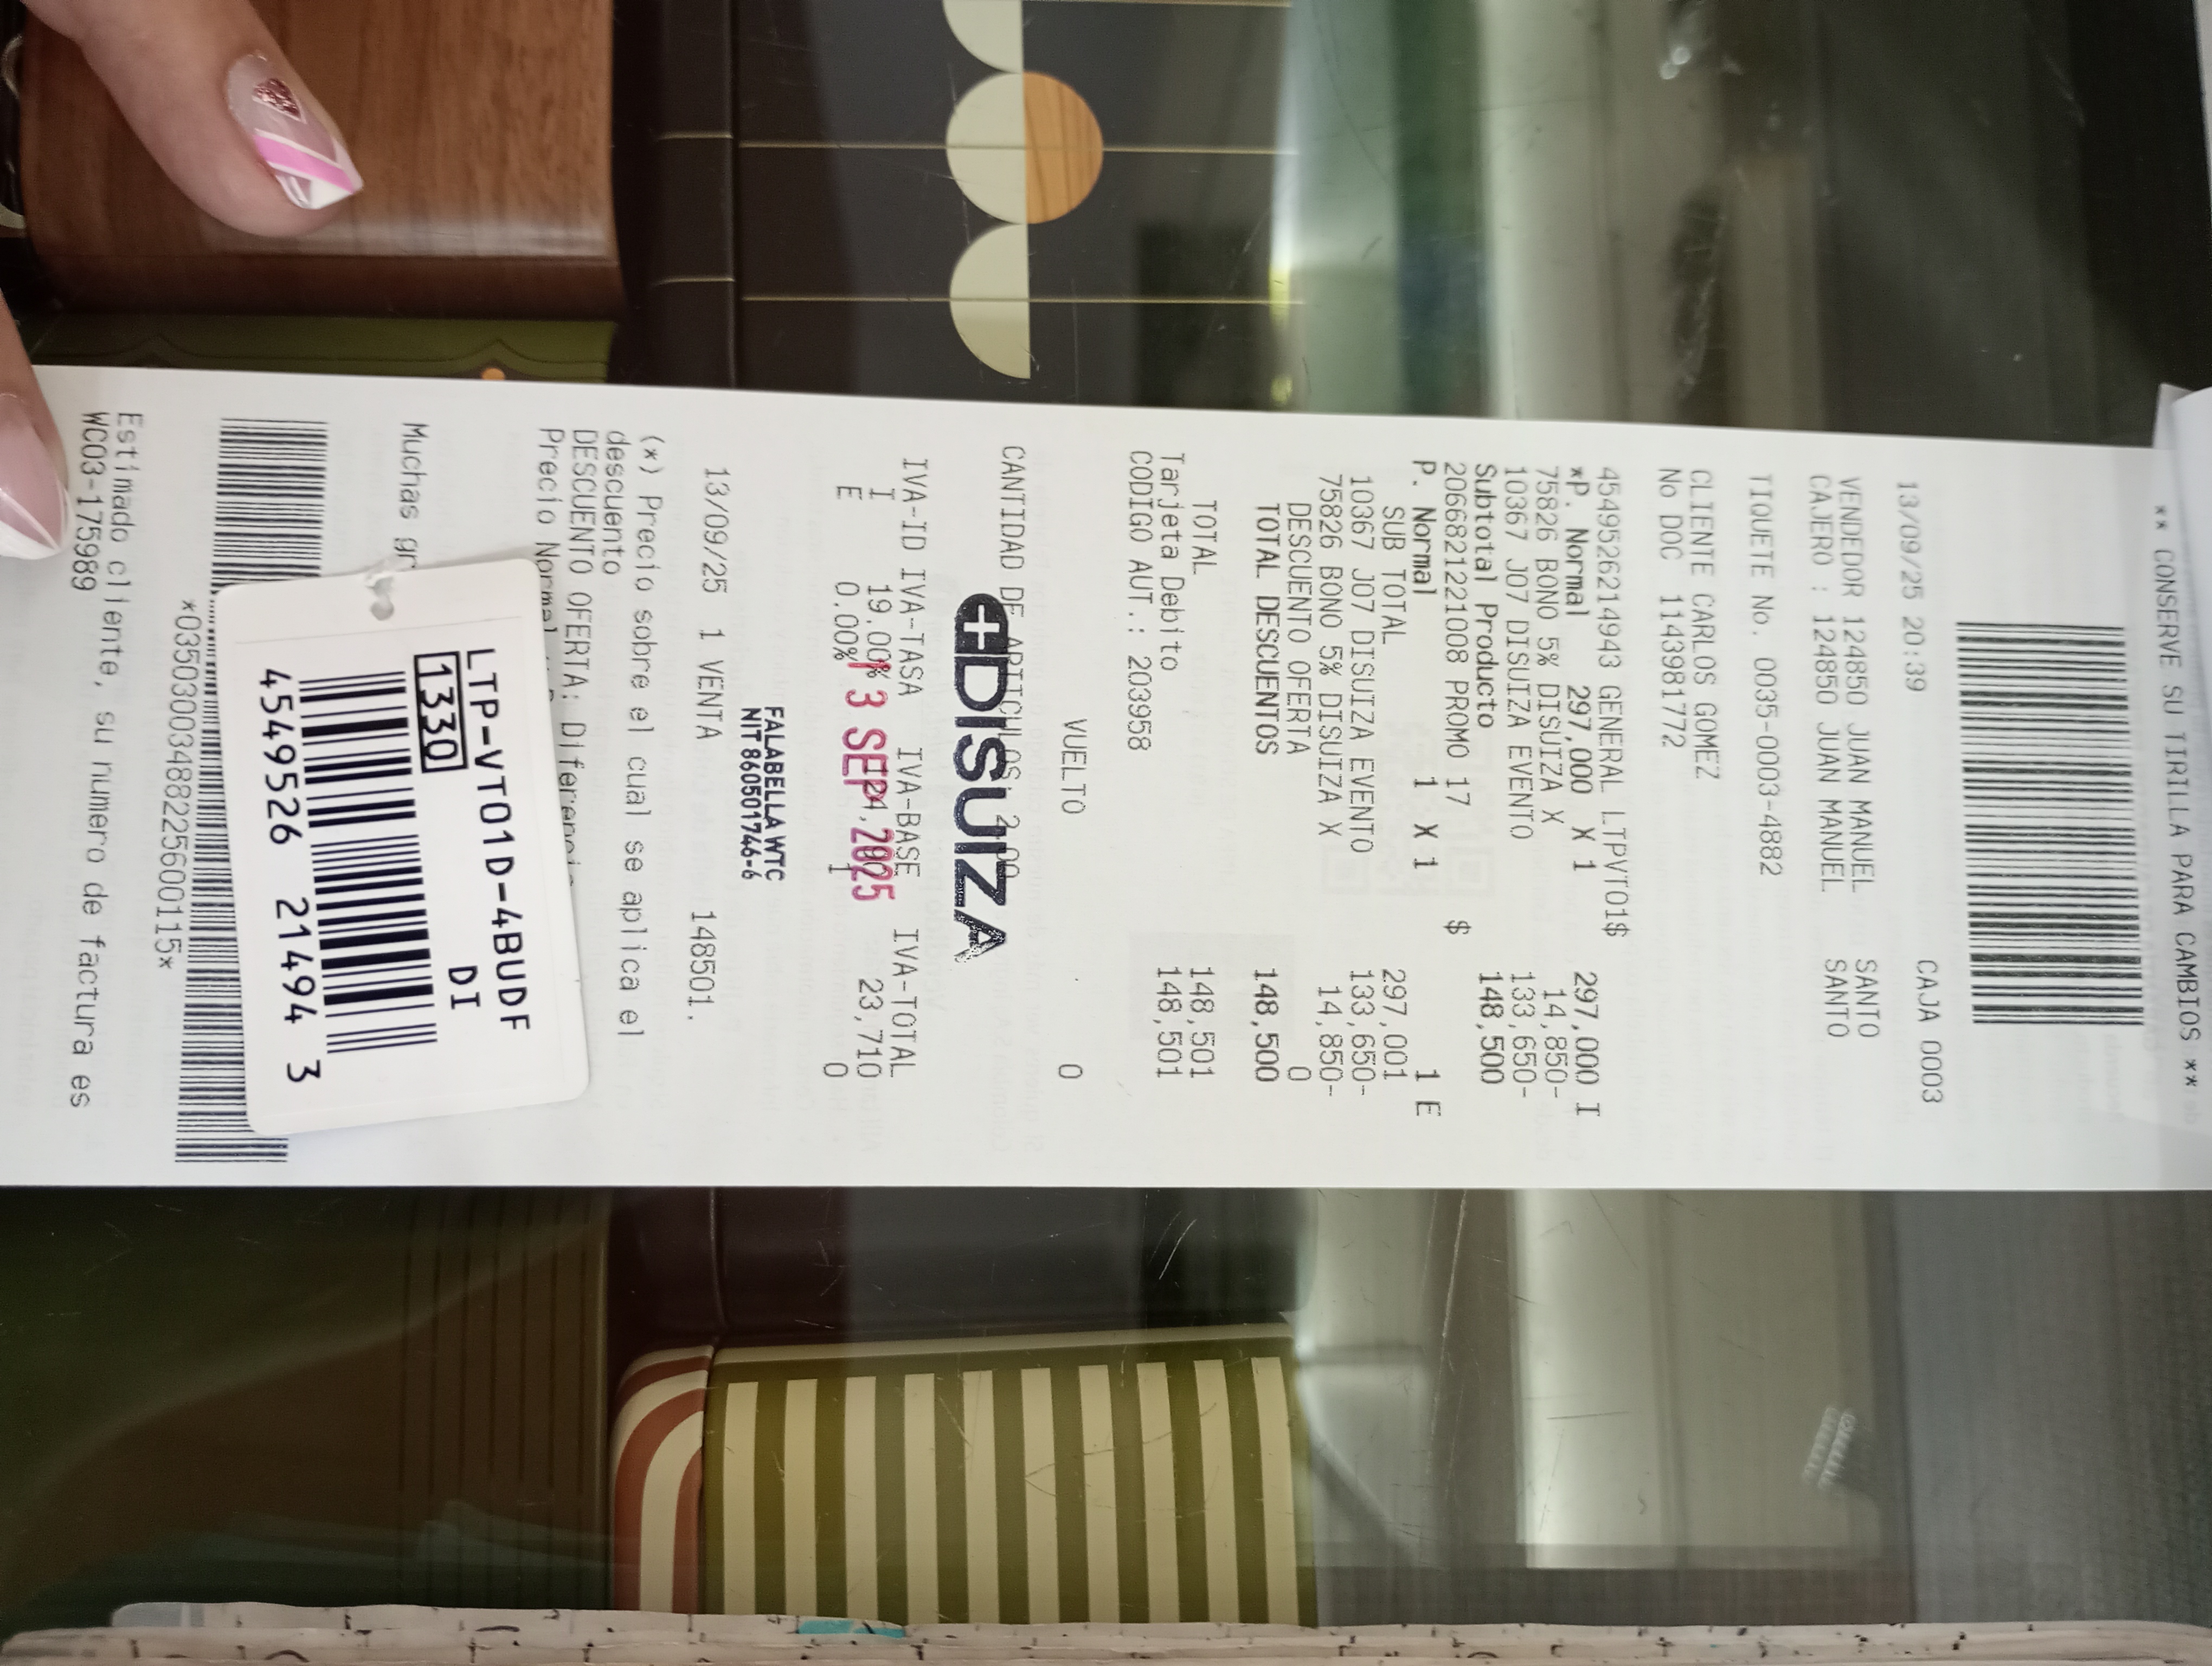 ** CONSERVE SU TIRILLA PARA CAMBIOS **
CAJA 0003
13/09/25 20:39
VENDEDOR 124850 JUAN MANUEL SANTO
CAJERO : 124850 JUAN MANUEL SANTO
TIQUETE No. 0035-0003-4882
CLIENTE CARLOS GOMEZ
No DOC 1143981772
4549526214943 GENERAL LTPVT01$ 297,000 I
*P. Normal 297,000 X 1
75826 BONO 5% DISUIZA X 14,850-
10367 J07 DISUIZA EVENTO 133,650-
Subtotal Producto 148,500
2066821221008 PROMO 17 $ 1 E
P. Normal 1 X 1
SUB TOTAL 297,001
10367 J07 DISUIZA EVENTO 133,650-
75826 BONO 5% DISUIZA X 14,850-
DESCUENTO OFERTA 0
TOTAL DESCUENTOS 148,500
TOTAL 148,501
Tarjeta Debito 148,501
CODIGO AUT.: 203958
VUELTO 0
CANTIDAD DE ARTICULOS: 2.00
DISUIZA
IVA-ID IVA-TASA IVA-BASE IVA-TOTAL
I 19.00% 23,710
E 0.00% 1 0
13 SEP 2025
FALABELLA WTC
NIT 860501746-6
13/09/25 1 VENTA 148501.
(*) Precio sobre el cual se aplica el
descuento
DESCUENTO OFERTA: Diferencia
Precio Normal
Muchas
LTP-VT01D-4BUDF
1330 DI
4549526 21494 3
*03503000348822560​0115*
Estimado cliente, su numero de factura es
WC03-175989